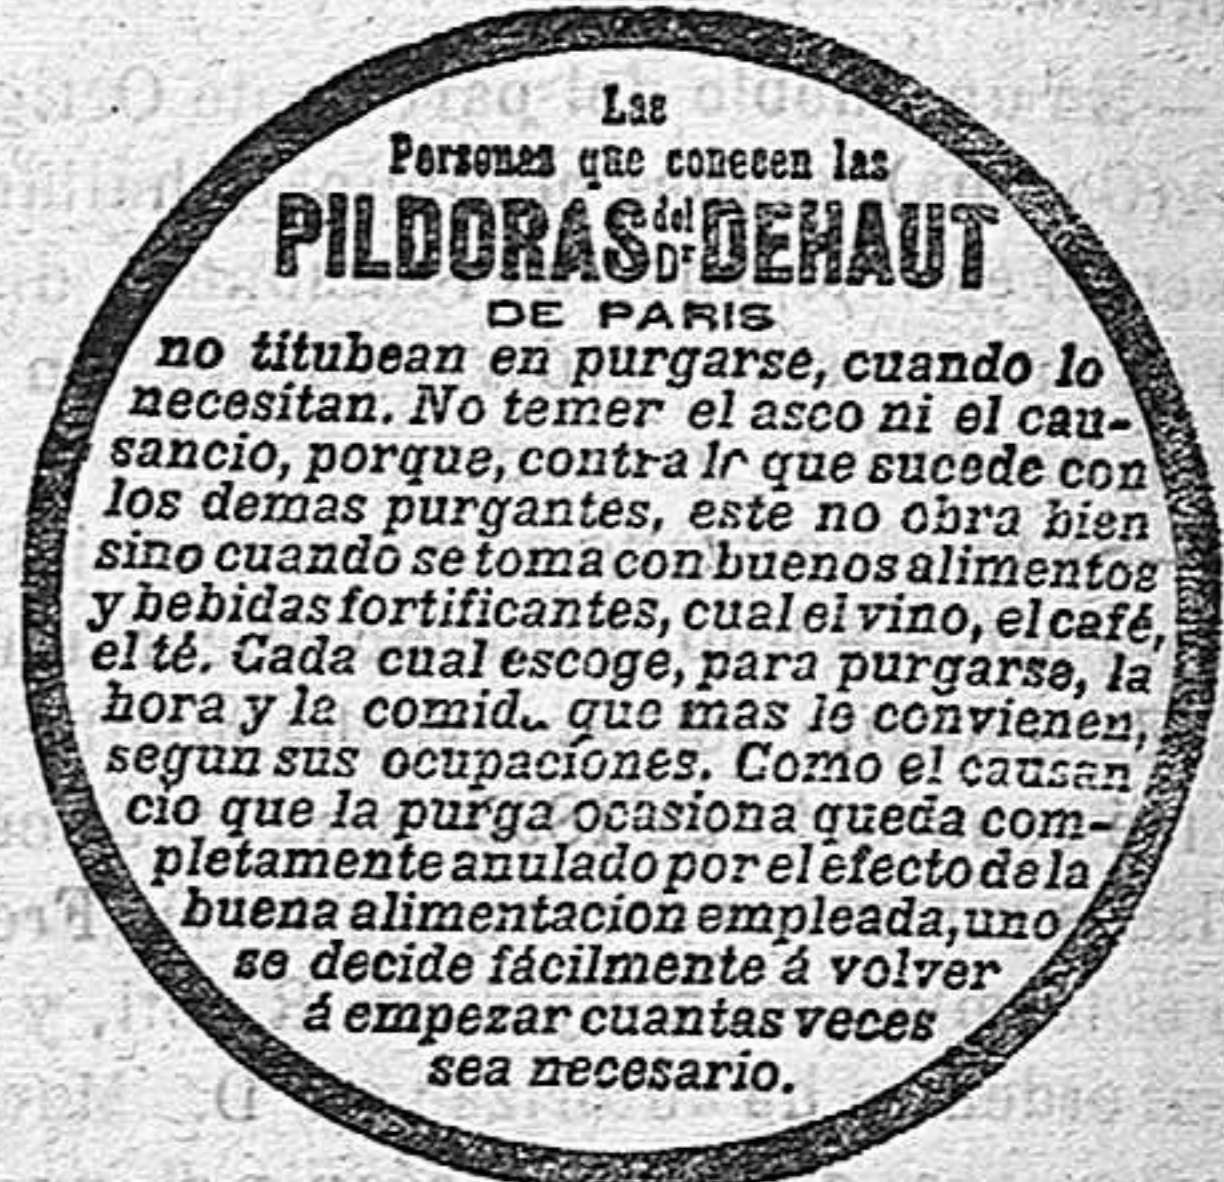 Las
Personas que conocen las
PILDORAS del Dr DEHAUT
DE PARIS
no titubean en purgarse, cuando lo
necesitan. No temer el asco ni el cau-
sancio, porque, contra lo que sucede con
los demas purgantes, este no obra bien
sino cuando se toma con buenos alimentos
y bebidas fortificantes, cual el vino, el café,
el té. Cada cual escoge, para purgarse, la
hora y la comida que mas le convienen,
segun sus ocupaciones. Como el causan
cio que la purga ocasiona queda com-
pletamente anulado por el efecto de la
buena alimentacion empleada, uno
se decide fácilmente á volver
á empezar cuantas veces
sea necesario.